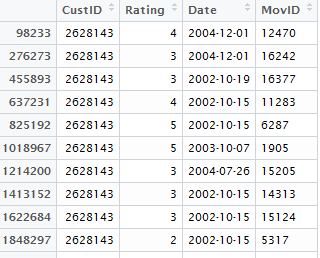 CustID Rating Date MovID
98233 2628143 4 2004-12-01 12470
276273 2628143 3 2004-12-01 16242
455893 2628143 3 2002-10-19 16377
637231 2628143 4 2002-10-15 11283
825192 2628143 5 2002-10-15 6287
1018967 2628143 5 2003-10-07 1905
1214200 2628143 3 2004-07-26 15205
1413152 2628143 3 2002-10-15 14313
1622684 2628143 3 2002-10-15 15124
1848297 2628143 2 2002-10-15 5317